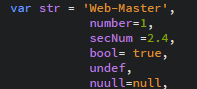 var str = 'Web-Master',
number=1,
secNum =2.4,
bool= true,
undef,
nuull=null,